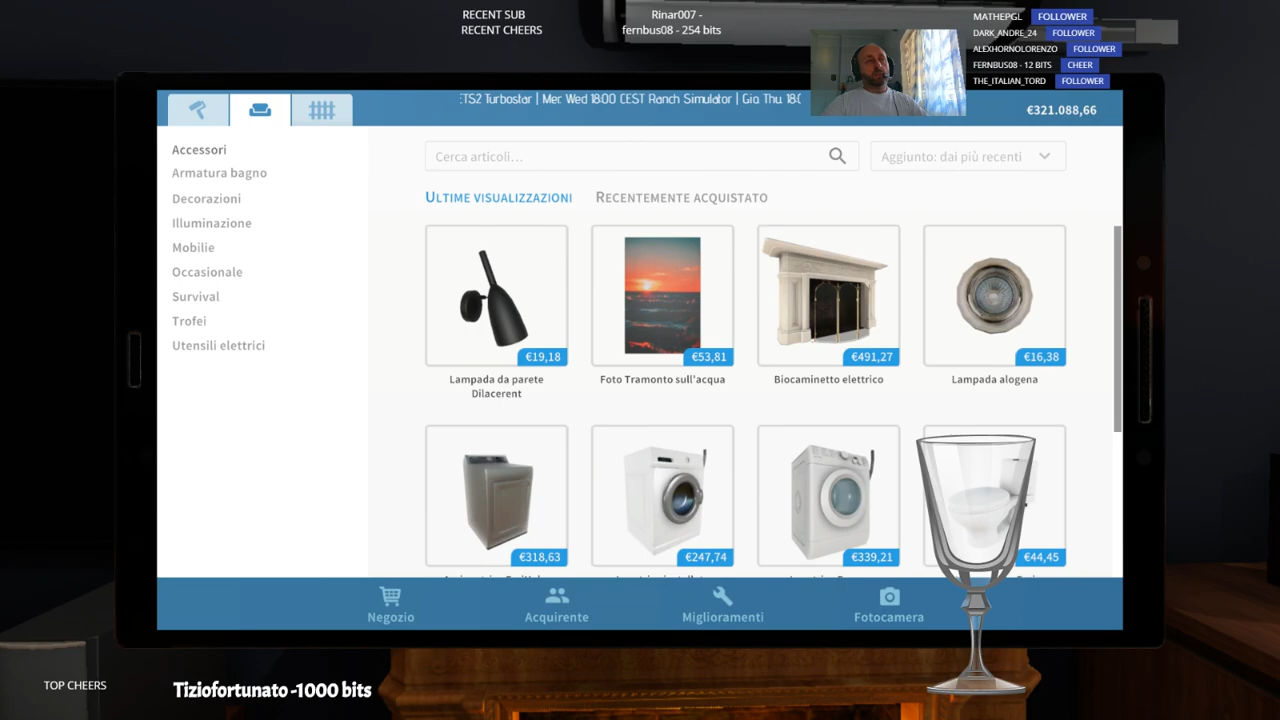 RECENT SUB
RECENT CHEERS
Rinar007 -
fernbus08 - 254 bits
MATHEPGL FOLLOWER
DARK_ANDRE_24 FOLLOWER
ALEXHORNOLORENZO FOLLOWER
FERNBUS08 - 12 BITS CHEER
THE_ITALIAN_TORD FOLLOWER
ETS2 Turbostar | Mer. Wed 18:00 CEST Ranch Simulator | Gio. Thu. 18:0
€321.088,66
Accessori
Armatura bagno
Decorazioni
Illuminazione
Mobilie
Occasionale
Survival
Trofei
Utensili elettrici
Cerca articoli...
Aggiunto: dai più recenti
ULTIME VISUALIZZAZIONI
RECENTEMENTE ACQUISTATO
€19,18
€53,81
€491,27
€16,38
Lampada da parete
Dilacerent
Foto Tramonto sull'acqua
Biocaminetto elettrico
Lampada alogena
€318,63
€247,74
€339,21
€44,45
Negozio
Acquirente
Miglioramenti
Fotocamera
TOP CHEERS
Tiziofortunato -1000 bits